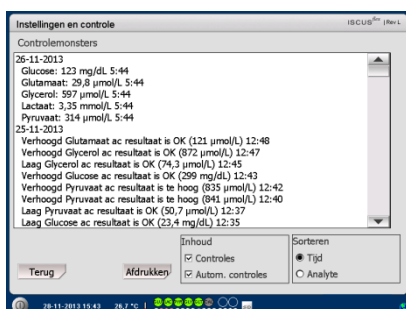 Instellingen en controle
ISCUSflex |Rev L
Controlemonsters
26-11-2013
Glucose: 123 mg/dL 5:44
Glutamaat: 29,8 µmol/L 5:44
Glycerol: 597 µmol/L 5:44
Lactaat: 3,35 mmol/L 5:44
Pyruvaat: 314 µmol/L 5:44
25-11-2013
Verhoogd Glutamaat ac resultaat is OK (121 µmol/L) 12:48
Verhoogd Glycerol ac resultaat is OK (872 µmol/L) 12:47
Laag Glycerol ac resultaat is OK (74,3 µmol/L) 12:45
Verhoogd Glucose ac resultaat is OK (299 mg/dL) 12:43
Verhoogd Pyruvaat ac resultaat is te hoog (835 µmol/L) 12:42
Verhoogd Pyruvaat ac resultaat is te hoog (841 µmol/L) 12:40
Laag Pyruvaat ac resultaat is OK (50,7 µmol/L) 12:37
Laag Glucose ac resultaat is OK (23,4 mg/dL) 12:35
Inhoud
Controles
Autom. controles
Sorteren
Tijd
Analyte
Terug
Afdrukken
26-11-2013 15:43 26,7 °C